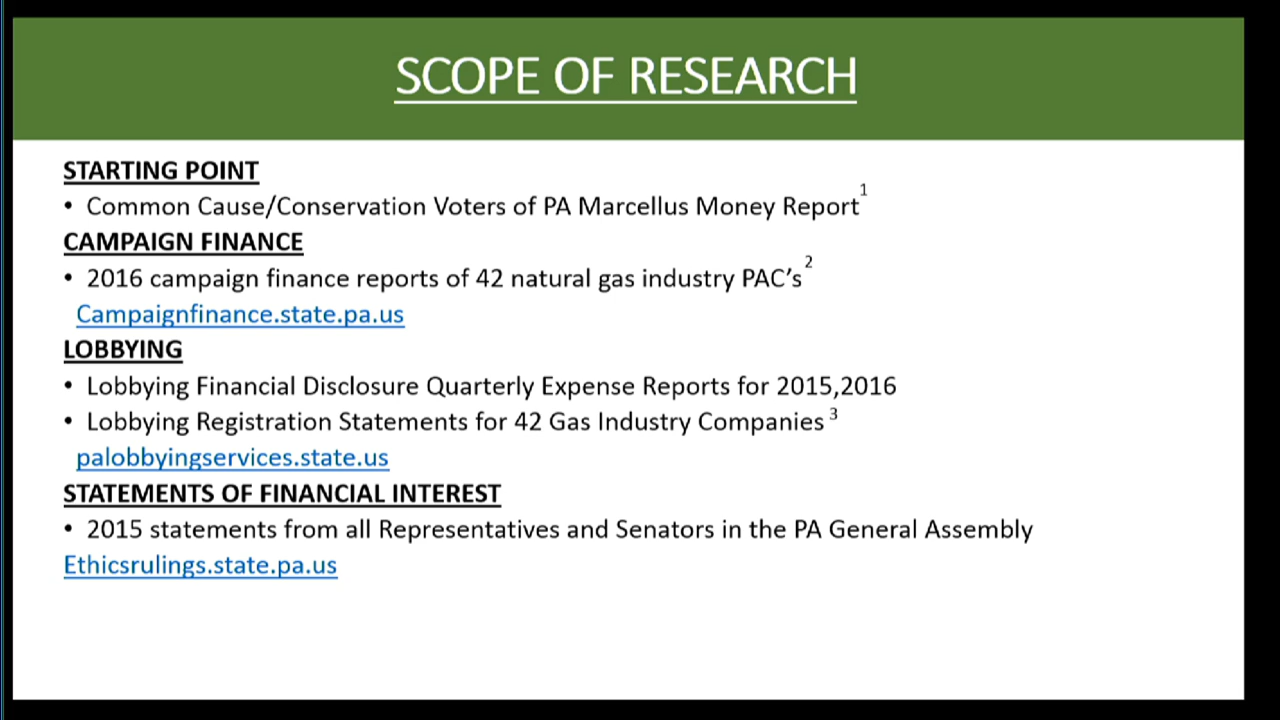 SCOPE OF RESEARCH
STARTING POINT
• Common Cause/Conservation Voters of PA Marcellus Money Report1
CAMPAIGN FINANCE
• 2016 campaign finance reports of 42 natural gas industry PAC’s2
Campaignfinance.state.pa.us
LOBBYING
• Lobbying Financial Disclosure Quarterly Expense Reports for 2015,2016
• Lobbying Registration Statements for 42 Gas Industry Companies 3
palobbyingservices.state.us
STATEMENTS OF FINANCIAL INTEREST
• 2015 statements from all Representatives and Senators in the PA General Assembly
Ethicsrulings.state.pa.us